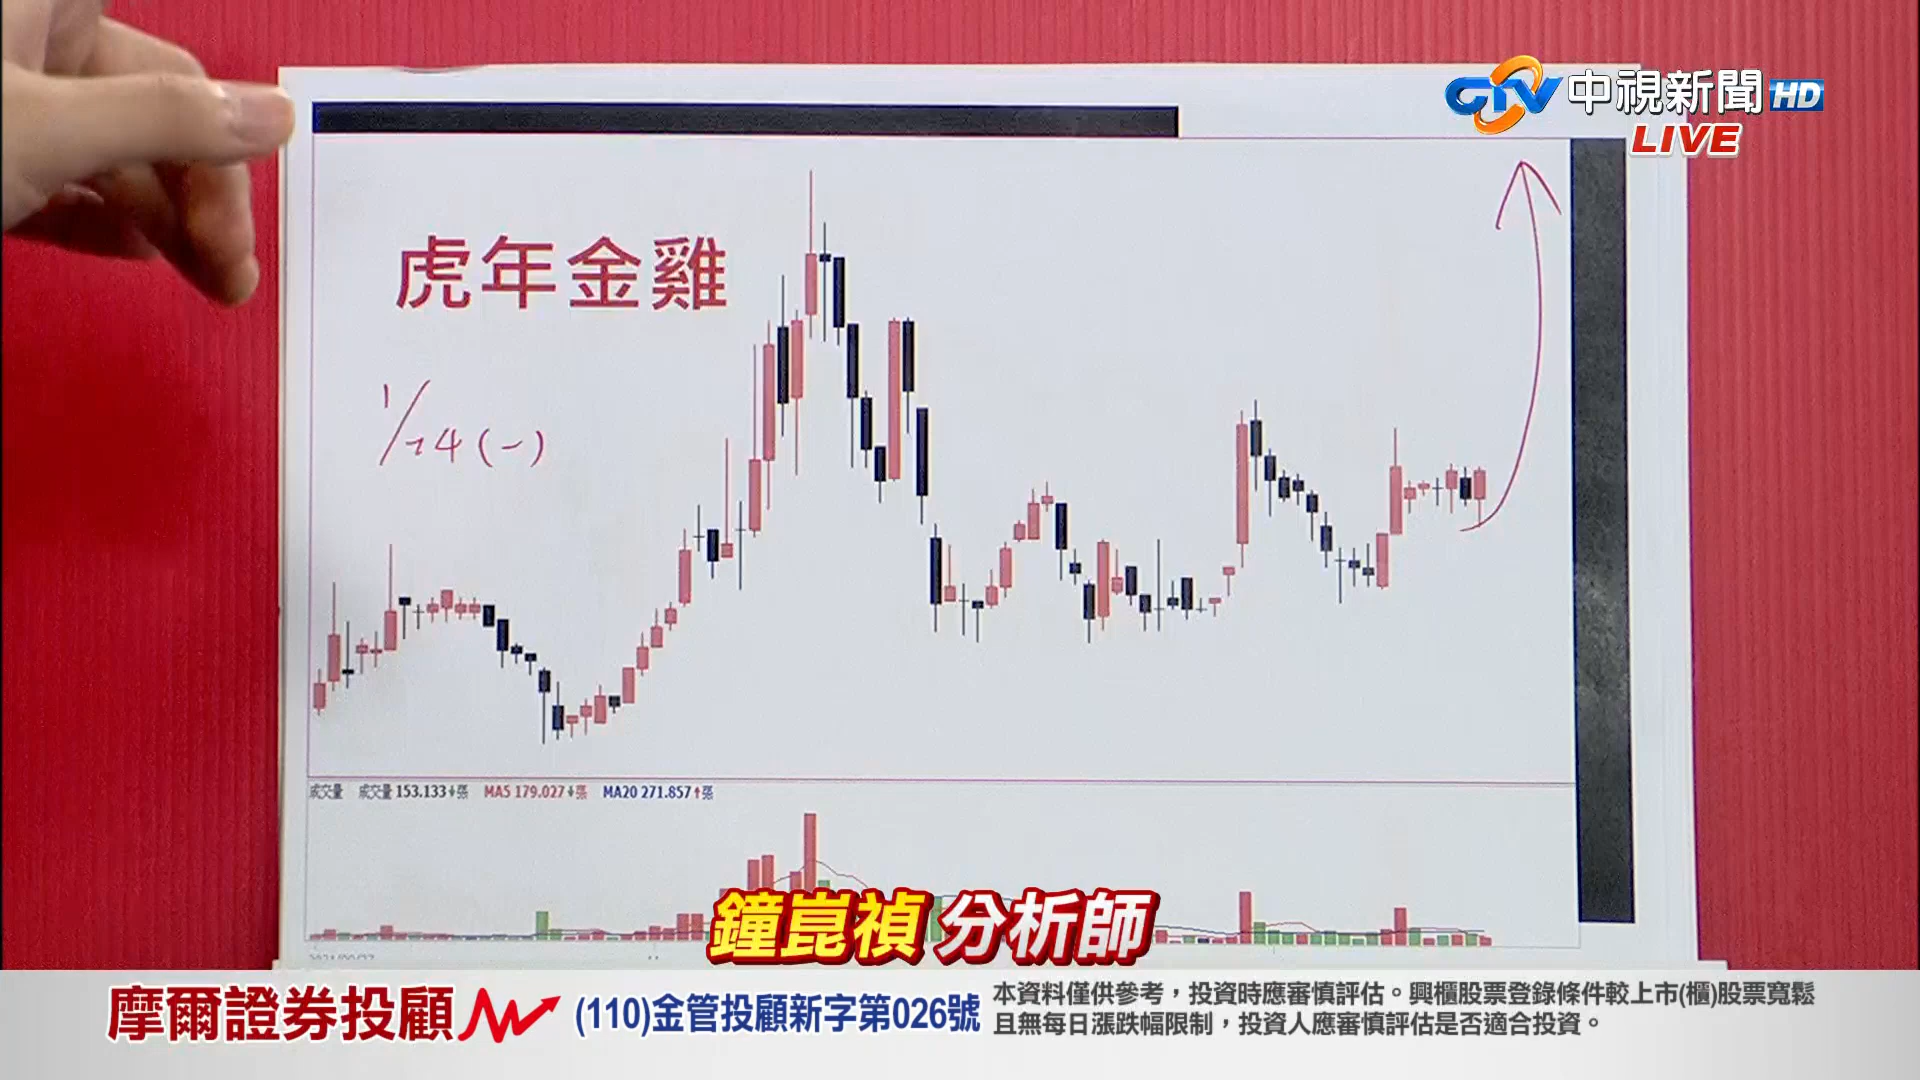 CTV 中視新聞 HD
LIVE
虎年金雞
1/24(一)
成交量 成交量 153.133↓張 MA5 179.027↓張 MA20 271.857↑張
鐘崑禎 分析師
摩爾證券投顧 (110)金管投顧新字第026號
本資料僅供參考，投資時應審慎評估。興櫃股票登錄條件較上市(櫃)股票寬鬆
且無每日漲跌幅限制，投資人應審慎評估是否適合投資。